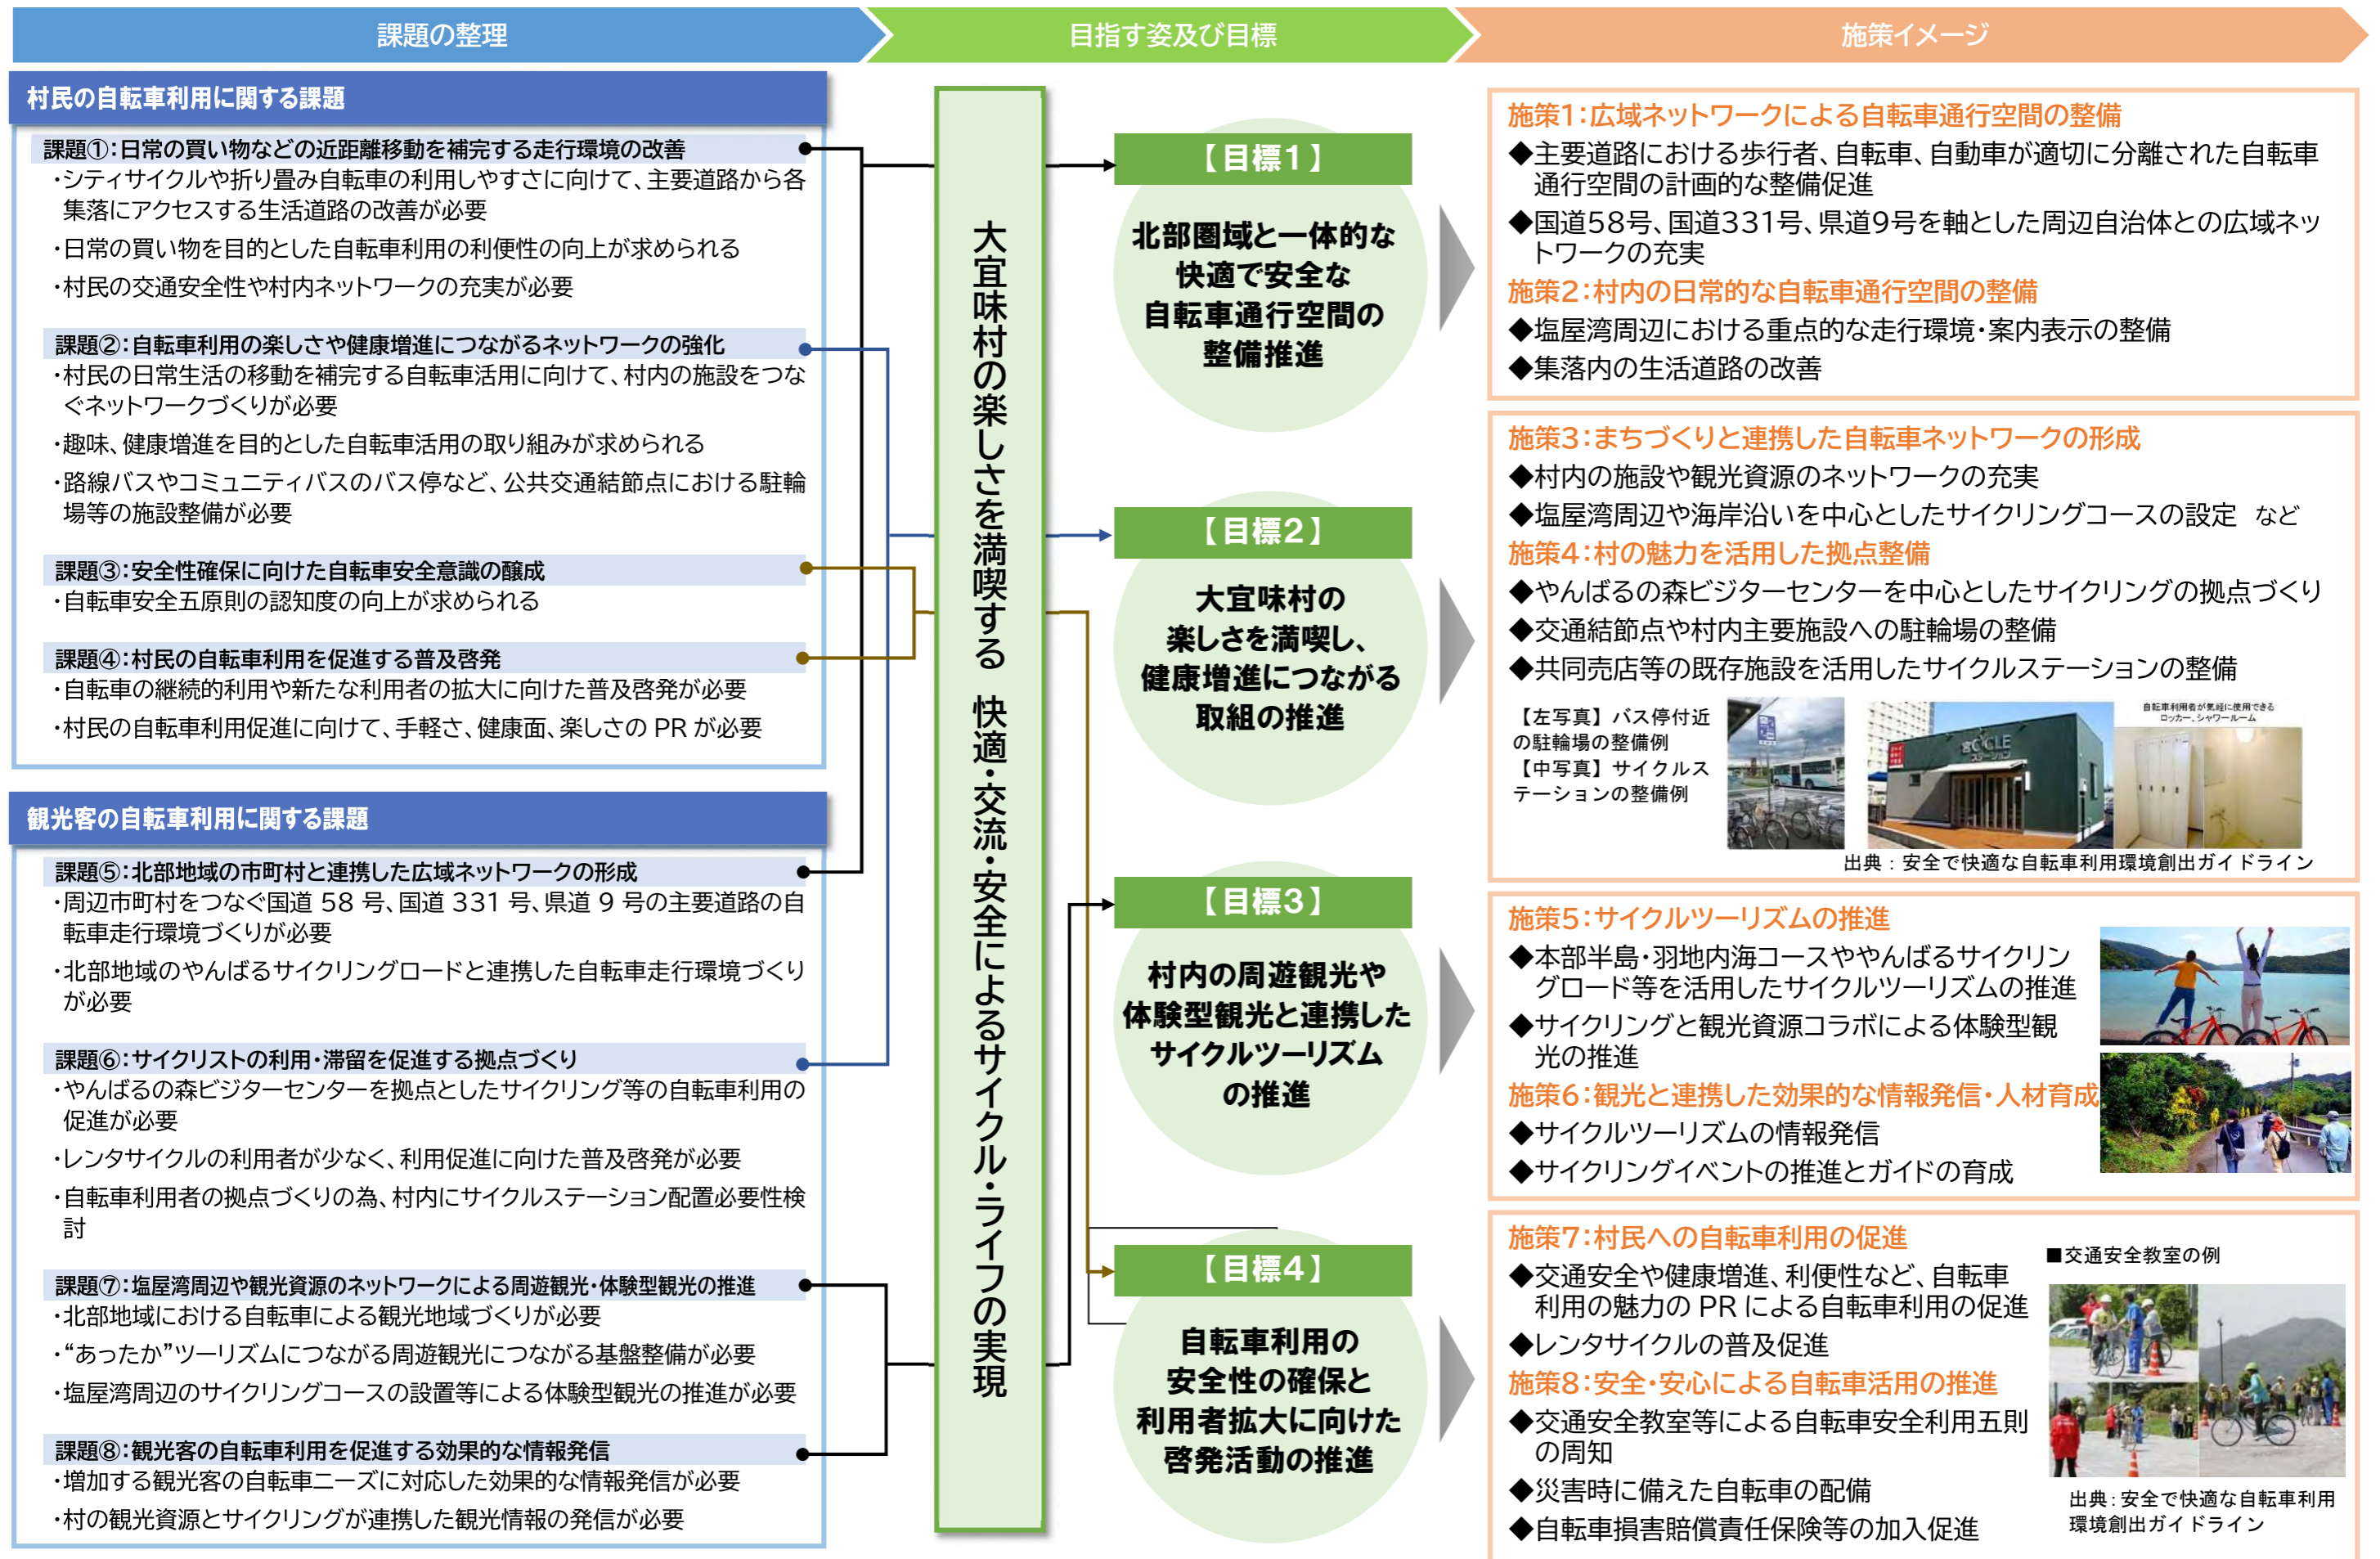 課題の整理
目指す姿及び目標
施策イメージ
村民の自転車利用に関する課題
課題①：日常の買い物などの近距離移動を補完する走行環境の改善
・シティサイクルや折り畳み自転車の利用しやすさに向けて、主要道路から各
集落にアクセスする生活道路の改善が必要
・日常の買い物を目的とした自転車利用の利便性の向上が求められる
・村民の交通安全性や村内ネットワークの充実が必要
課題②：自転車利用の楽しさや健康増進につながるネットワークの強化
・村民の日常生活の移動を補完する自転車活用に向けて、村内の施設をつな
ぐネットワークづくりが必要
・趣味、健康増進を目的とした自転車活用の取り組みが求められる
・路線バスやコミュニティバスのバス停など、公共交通結節点における駐輪
場等の施設整備が必要
課題③：安全性確保に向けた自転車安全意識の醸成
・自転車安全五原則の認知度の向上が求められる
課題④：村民の自転車利用を促進する普及啓発
・自転車の継続的利用や新たな利用者の拡大に向けた普及啓発が必要
・村民の自転車利用促進に向けて、手軽さ、健康面、楽しさの PR が必要
観光客の自転車利用に関する課題
課題⑤：北部地域の市町村と連携した広域ネットワークの形成
・周辺市町村をつなぐ国道 58 号、国道 331 号、県道 9 号の主要道路の自
転車走行環境づくりが必要
・北部地域のやんばるサイクリングロードと連携した自転車走行環境づくり
が必要
課題⑥：サイクリストの利用・滞留を促進する拠点づくり
・やんばるの森ビジターセンターを拠点としたサイクリング等の自転車利用の
促進が必要
・レンタサイクルの利用者が少なく、利用促進に向けた普及啓発が必要
・自転車利用者の拠点づくりの為、村内にサイクルステーション配置必要性検
討
課題⑦：塩屋湾周辺や観光資源のネットワークによる周遊観光・体験型観光の推進
・北部地域における自転車による観光地域づくりが必要
・“あったか”ツーリズムにつながる周遊観光につながる基盤整備が必要
・塩屋湾周辺のサイクリングコースの設置等による体験型観光の推進が必要
課題⑧：観光客の自転車利用を促進する効果的な情報発信
・増加する観光客の自転車ニーズに対応した効果的な情報発信が必要
・村の観光資源とサイクリングが連携した観光情報の発信が必要
大宜味村の楽しさを満喫する 快適・交流・安全によるサイクル・ライフの実現
【目標１】
北部圏域と一体的な
快適で安全な
自転車通行空間の
整備推進
【目標２】
大宜味村の
楽しさを満喫し、
健康増進につながる
取組の推進
【目標３】
村内の周遊観光や
体験型観光と連携した
サイクルツーリズム
の推進
【目標４】
自転車利用の
安全性の確保と
利用者拡大に向けた
啓発活動の推進
施策1：広域ネットワークによる自転車通行空間の整備
◆主要道路における歩行者、自転車、自動車が適切に分離された自転車
通行空間の計画的な整備促進
◆国道58号、国道331号、県道9号を軸とした周辺自治体との広域ネッ
トワークの充実
施策2：村内の日常的な自転車通行空間の整備
◆塩屋湾周辺における重点的な走行環境・案内表示の整備
◆集落内の生活道路の改善
施策3：まちづくりと連携した自転車ネットワークの形成
◆村内の施設や観光資源のネットワークの充実
◆塩屋湾周辺や海岸沿いを中心としたサイクリングコースの設定 など
施策4：村の魅力を活用した拠点整備
◆やんばるの森ビジターセンターを中心としたサイクリングの拠点づくり
◆交通結節点や村内主要施設への駐輪場の整備
◆共同売店等の既存施設を活用したサイクルステーションの整備
【左写真】バス停付近
の駐輪場の整備例
【中写真】サイクルス
テーションの整備例
自転車利用者が気軽に使用できる
ロッカー、シャワールーム
出典：安全で快適な自転車利用環境創出ガイドライン
施策5：サイクルツーリズムの推進
◆本部半島・羽地内海コースややんばるサイクリン
グロード等を活用したサイクルツーリズムの推進
◆サイクリングと観光資源コラボによる体験型観
光の推進
施策6：観光と連携した効果的な情報発信・人材育成
◆サイクルツーリズムの情報発信
◆サイクリングイベントの推進とガイドの育成
施策7：村民への自転車利用の促進
◆交通安全や健康増進、利便性など、自転車
利用の魅力の PR による自転車利用の促進
◆レンタサイクルの普及促進
施策8：安全・安心による自転車活用の推進
◆交通安全教室等による自転車安全利用五則
の周知
◆災害時に備えた自転車の配備
◆自転車損害賠償責任保険等の加入促進
■交通安全教室の例
出典：安全で快適な自転車利用
環境創出ガイドライン